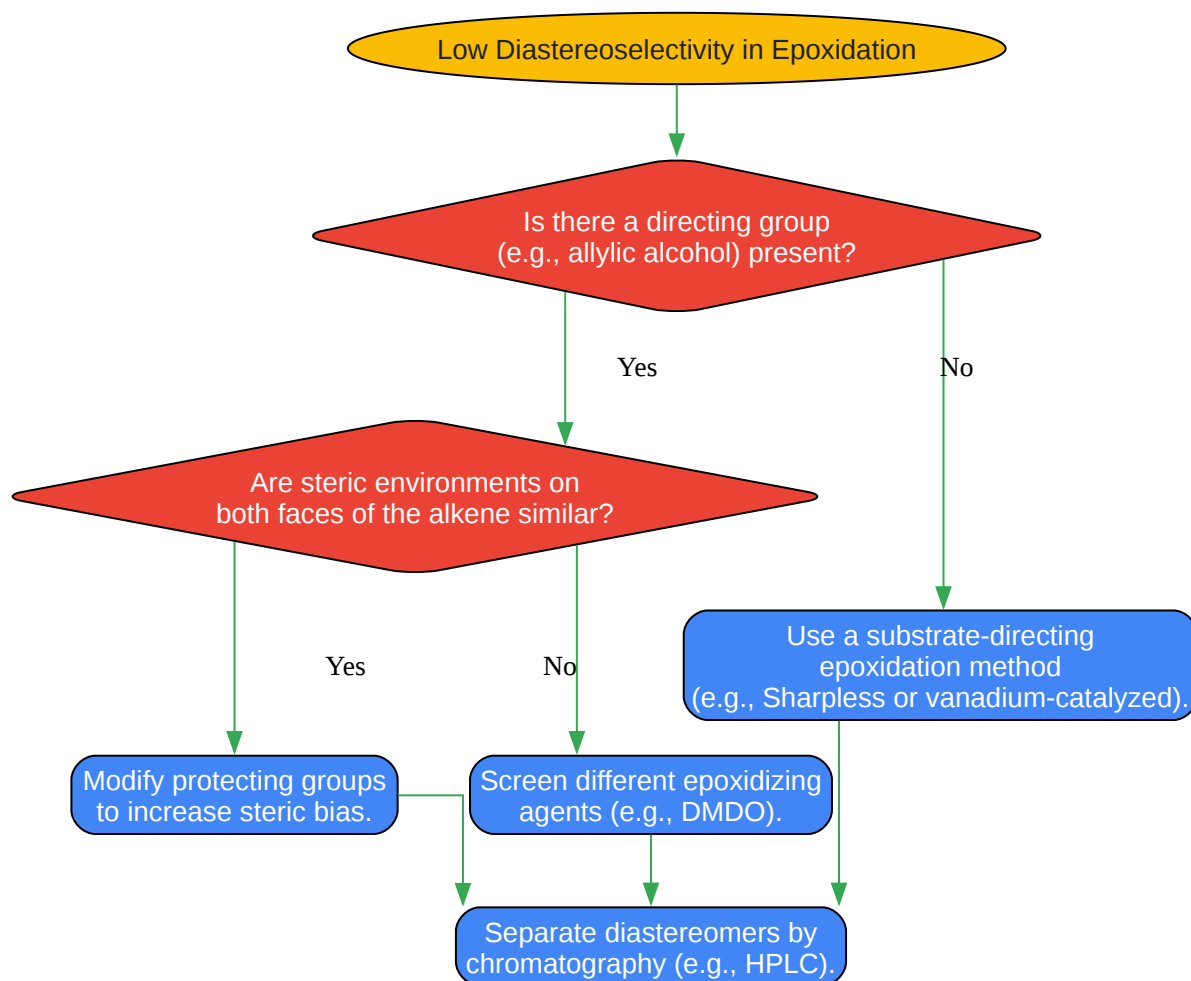 Low Diastereoselectivity in Epoxidation
Is there a directing group
(e.g., allylic alcohol) present?
Yes
No
Are steric environments on
both faces of the alkene similar?
Use a substrate-directing
epoxidation method
(e.g., Sharpless or vanadium-catalyzed).
Yes
No
Modify protecting groups
to increase steric bias.
Screen different epoxidizing
agents (e.g., DMDO).
Separate diastereomers by
chromatography (e.g., HPLC).